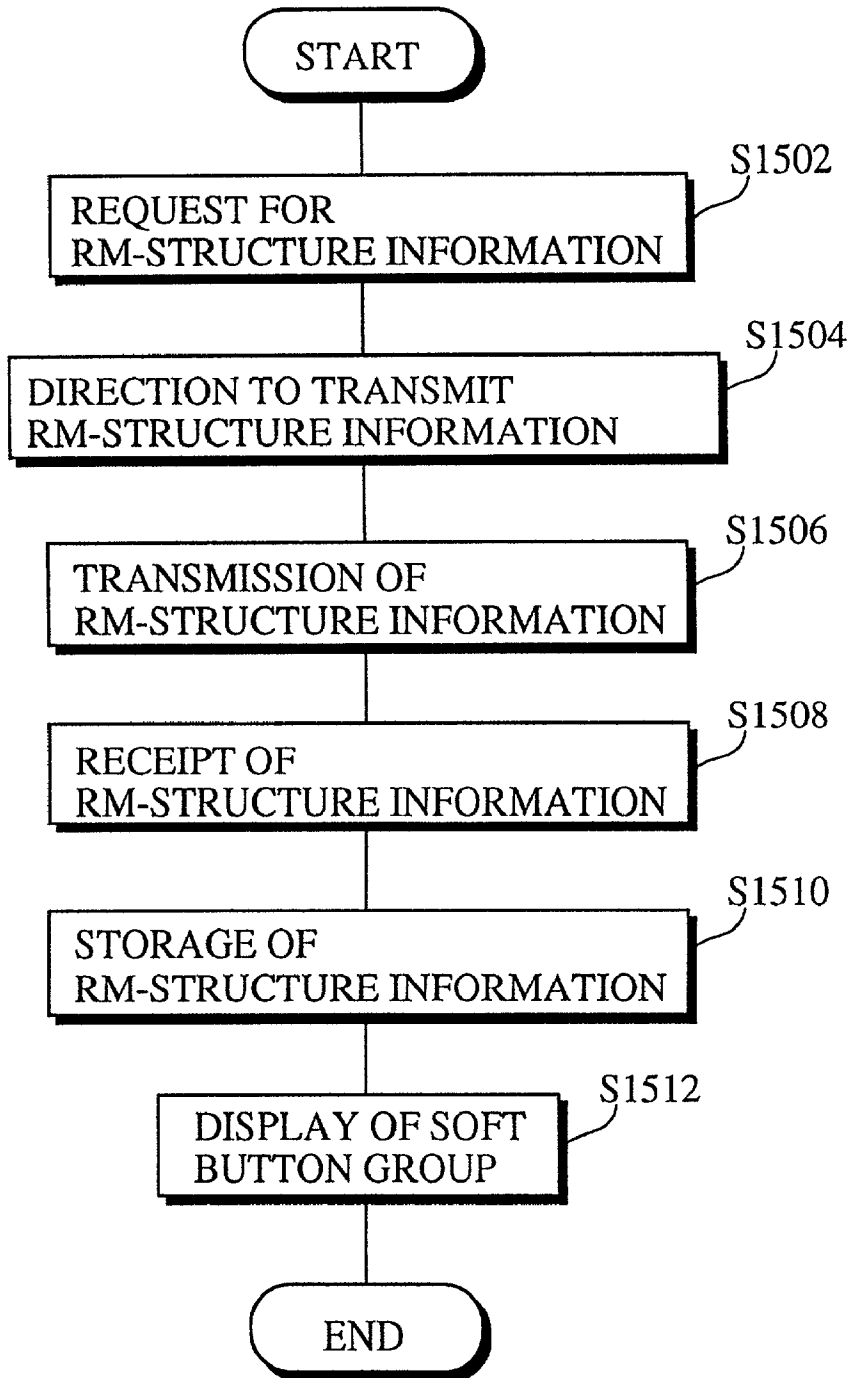 START
S1502
REQUEST FOR
RM-STRUCTURE INFORMATION
S1504
DIRECTION TO TRANSMIT
RM-STRUCTURE INFORMATION
S1506
TRANSMISSION OF
RM-STRUCTURE INFORMATION
S1508
RECEIPT OF
RM-STRUCTURE INFORMATION
S1510
STORAGE OF
RM-STRUCTURE INFORMATION
S1512
DISPLAY OF SOFT
BUTTON GROUP
END